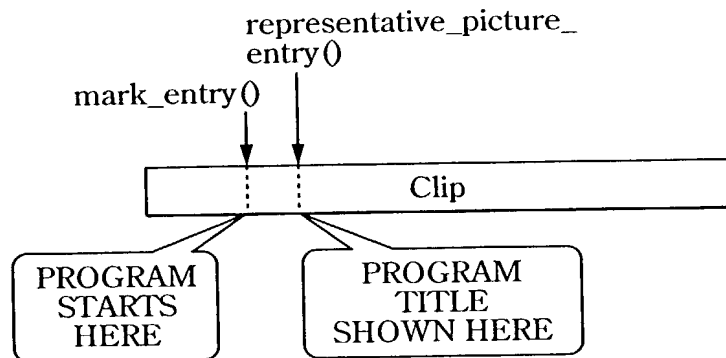 representative_picture_
entry()
mark_entry()
Clip
PROGRAM
STARTS
HERE
PROGRAM
TITLE
SHOWN HERE